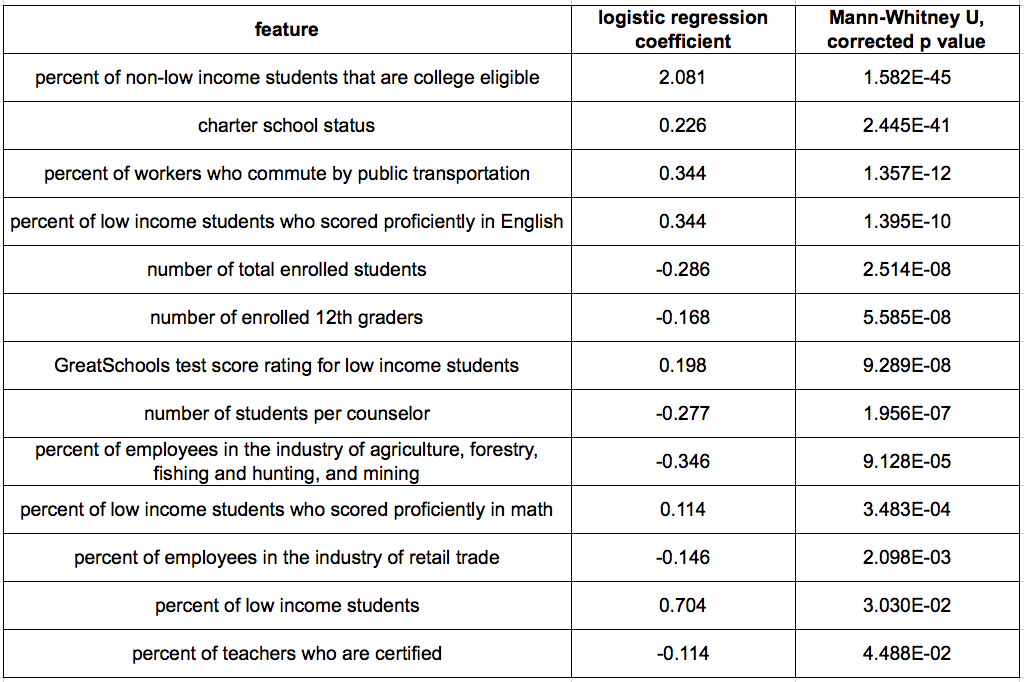 feature
logistic regression
coefficient
Mann-Whitney U,
corrected p value
percent of non-low income students that are college eligible
2.081
1.582E-45
charter school status
0.226
2.445E-41
percent of workers who commute by public transportation
0.344
1.357E-12
percent of low income students who scored proficiently in English
0.344
1.395E-10
number of total enrolled students
-0.286
2.514E-08
number of enrolled 12th graders
-0.168
5.585E-08
GreatSchools test score rating for low income students
0.198
9.289E-08
number of students per counselor
-0.277
1.956E-07
percent of employees in the industry of agriculture, forestry,
fishing and hunting, and mining
-0.346
9.128E-05
percent of low income students who scored proficiently in math
0.114
3.483E-04
percent of employees in the industry of retail trade
-0.146
2.098E-03
percent of low income students
0.704
3.030E-02
percent of teachers who are certified
-0.114
4.488E-02